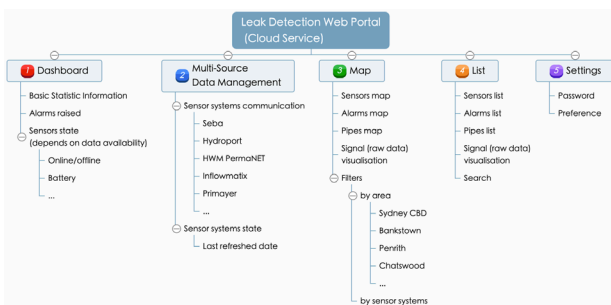 Leak Detection Web Portal
(Cloud Service)
1 Dashboard
Basic Statistic Information
Alarms raised
Sensors state
(depends on data availability)
Online/offline
Battery
...
2 Multi-Source
Data Management
Sensor systems communication
Seba
Hydroport
HWM PermaNET
Inflowmatix
Primayer
...
Sensor systems state
Last refreshed date
3 Map
Sensors map
Alarms map
Pipes map
Signal (raw data)
visualisation
Filters
by area
Sydney CBD
Bankstown
Penrith
Chatswood
...
by sensor systems
4 List
Sensors list
Alarms list
Pipes list
Signal (raw data)
visualisation
Search
5 Settings
Password
Preference